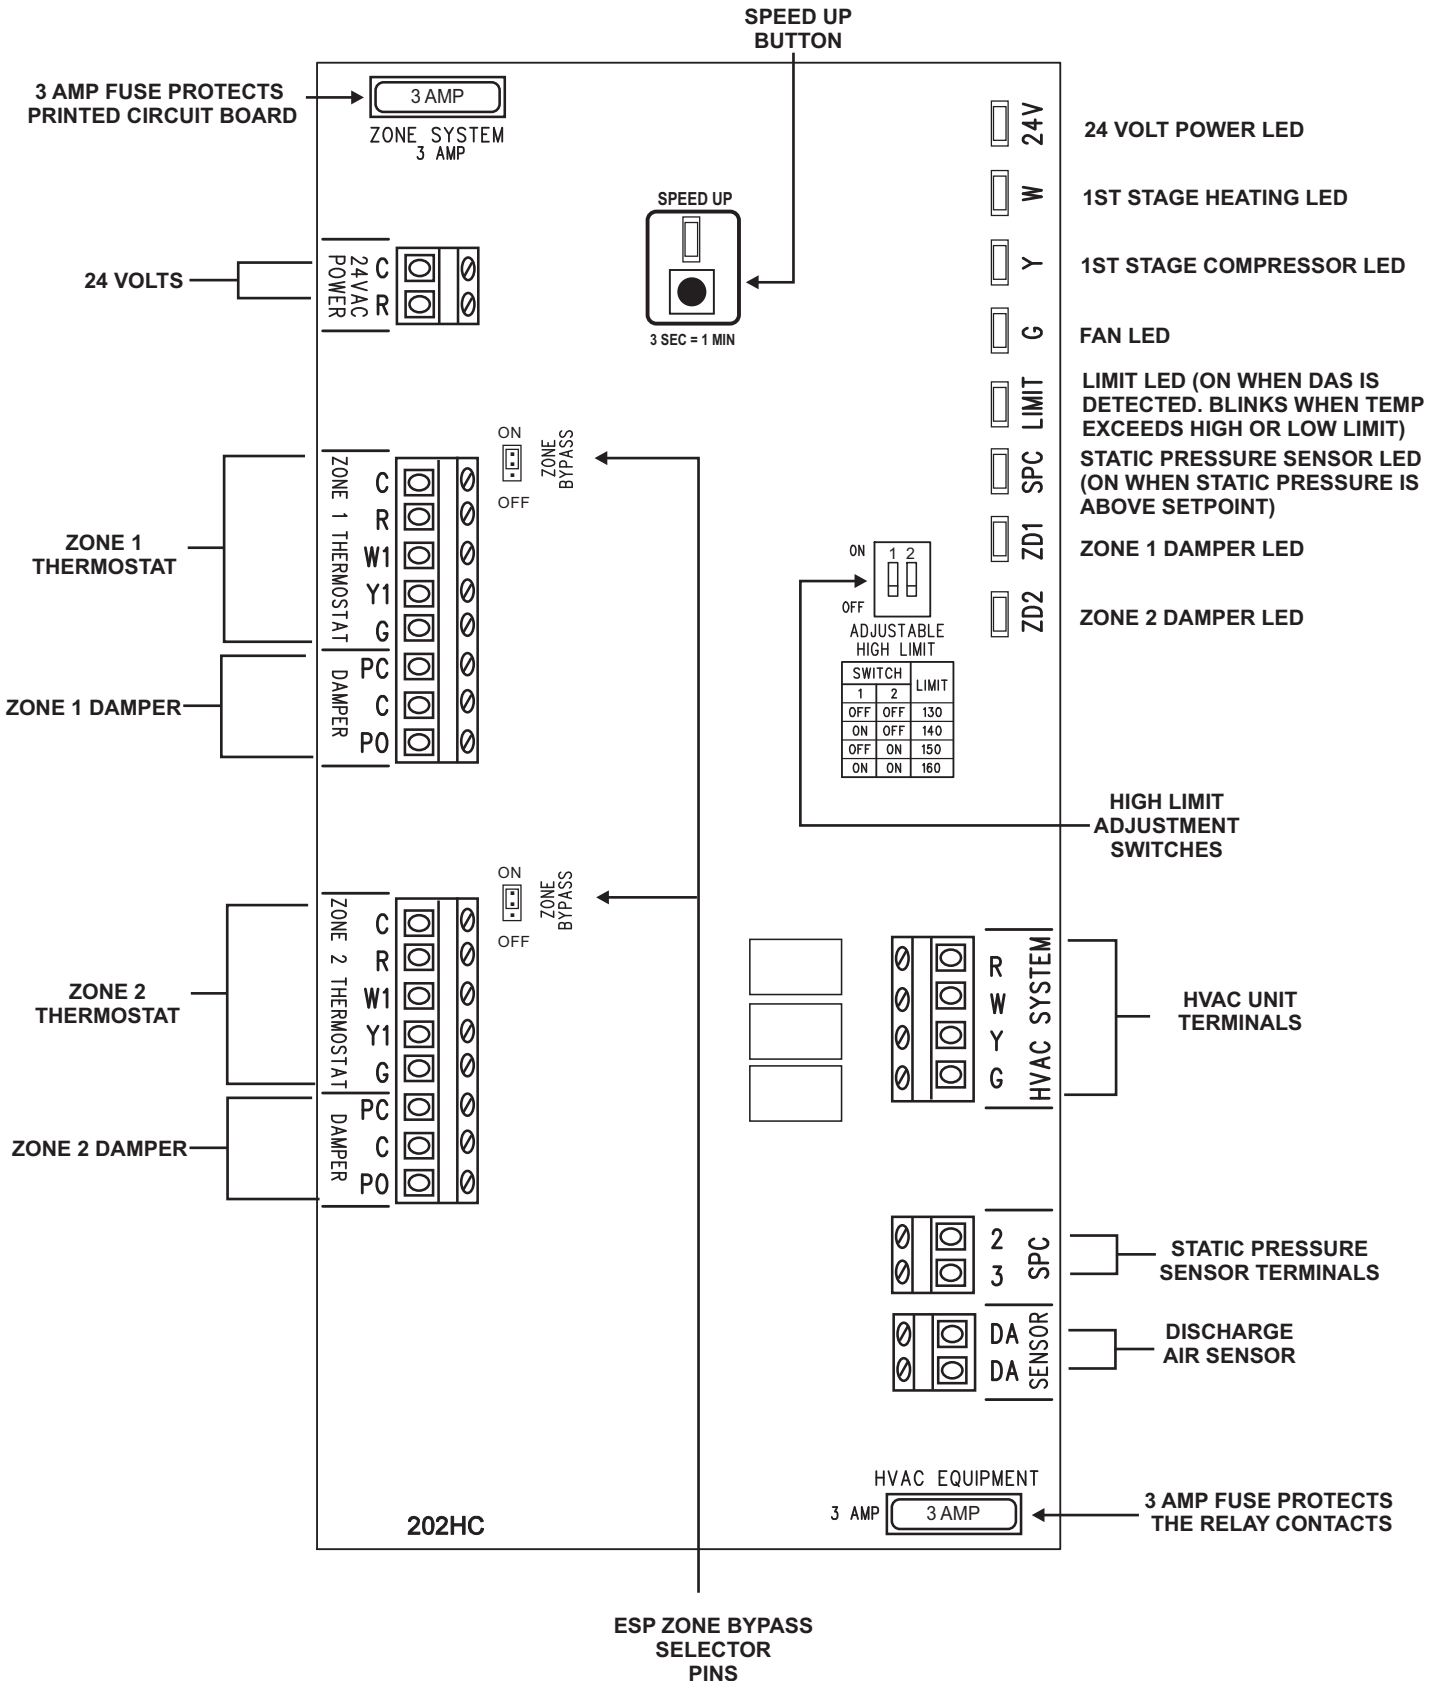 SPEED UP
BUTTON
3 AMP FUSE PROTECTS
PRINTED CIRCUIT BOARD
3 AMP
ZONE SYSTEM
3 AMP
24V
24 VOLT POWER LED
W
1ST STAGE HEATING LED
Y
1ST STAGE COMPRESSOR LED
G
FAN LED
LIMIT
LIMIT LED (ON WHEN DAS IS
DETECTED. BLINKS WHEN TEMP
EXCEEDS HIGH OR LOW LIMIT)
SPC
STATIC PRESSURE SENSOR LED
(ON WHEN STATIC PRESSURE IS
ABOVE SETPOINT)
ZD1
ZONE 1 DAMPER LED
ZD2
ZONE 2 DAMPER LED
SPEED UP
3 SEC = 1 MIN
24 VOLTS
24VAC
POWER
C
R
ON
OFF
ZONE
BYPASS
ZONE 1
THERMOSTAT
ZONE 1 THERMOSTAT
C
R
W1
Y1
G
ZONE 1 DAMPER
DAMPER
PC
C
PO
ON
OFF
1 2
ADJUSTABLE
HIGH LIMIT
SWITCH LIMIT
1 2
OFF OFF 130
ON OFF 140
OFF ON 150
ON ON 160
HIGH LIMIT
ADJUSTMENT
SWITCHES
ON
OFF
ZONE
BYPASS
ZONE 2
THERMOSTAT
ZONE 2 THERMOSTAT
C
R
W1
Y1
G
ZONE 2 DAMPER
DAMPER
PC
C
PO
R
W
Y
G
HVAC SYSTEM
HVAC UNIT
TERMINALS
2
3
SPC
STATIC PRESSURE
SENSOR TERMINALS
DA
DA
SENSOR
DISCHARGE
AIR SENSOR
HVAC EQUIPMENT
3 AMP
3 AMP
3 AMP FUSE PROTECTS
THE RELAY CONTACTS
202HC
ESP ZONE BYPASS
SELECTOR
PINS